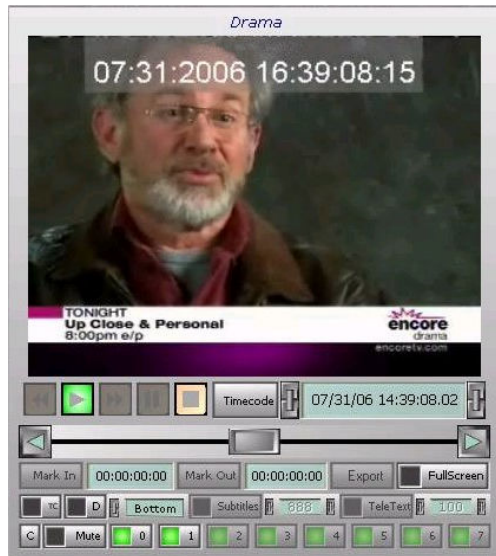 Drama
07:31:2006 16:39:08:15
TONIGHT
Up Close & Personal
8:00pm e/p
encore
drama
encoretv.com
Timecode 07/31/06 14:39:08.02
Mark In 00:00:00:00 Mark Out 00:00:00:00 Export FullScreen
TC D Bottom Subtitles 888 TeleText 100
C Mute 0 1 2 3 4 5 6 7